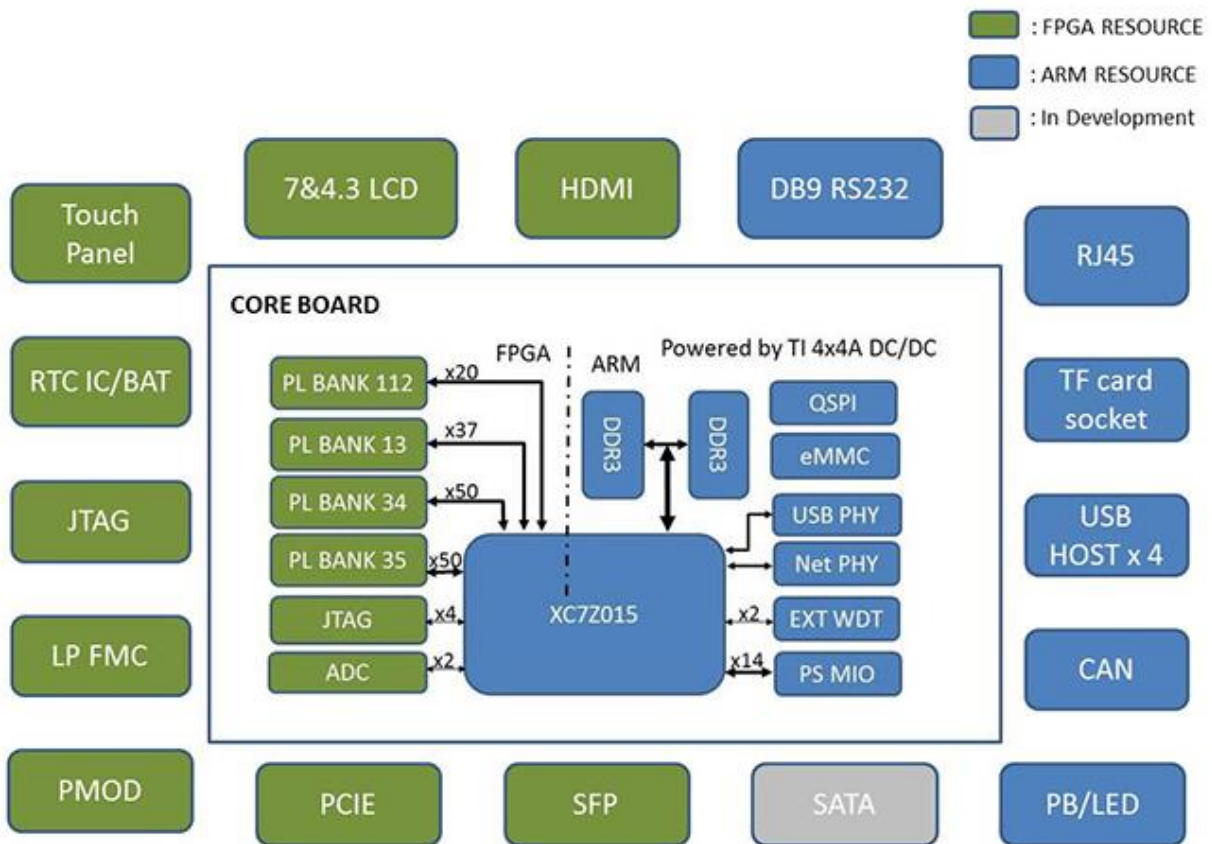 : FPGA RESOURCE
: ARM RESOURCE
: In Development
7&4.3 LCD
HDMI
DB9 RS232
Touch
Panel
RJ45
CORE BOARD
RTC IC/BAT
TF card
socket
FPGA
ARM
Powered by TI 4x4A DC/DC
PL BANK 112
x20
DDR3
DDR3
QSPI
PL BANK 13
x37
eMMC
JTAG
PL BANK 34
x50
USB PHY
USB
HOST x 4
PL BANK 35
x50
Net PHY
XC7Z015
JTAG
x4
x2
EXT WDT
LP FMC
ADC
x2
x14
PS MIO
CAN
PMOD
PCIE
SFP
SATA
PB/LED